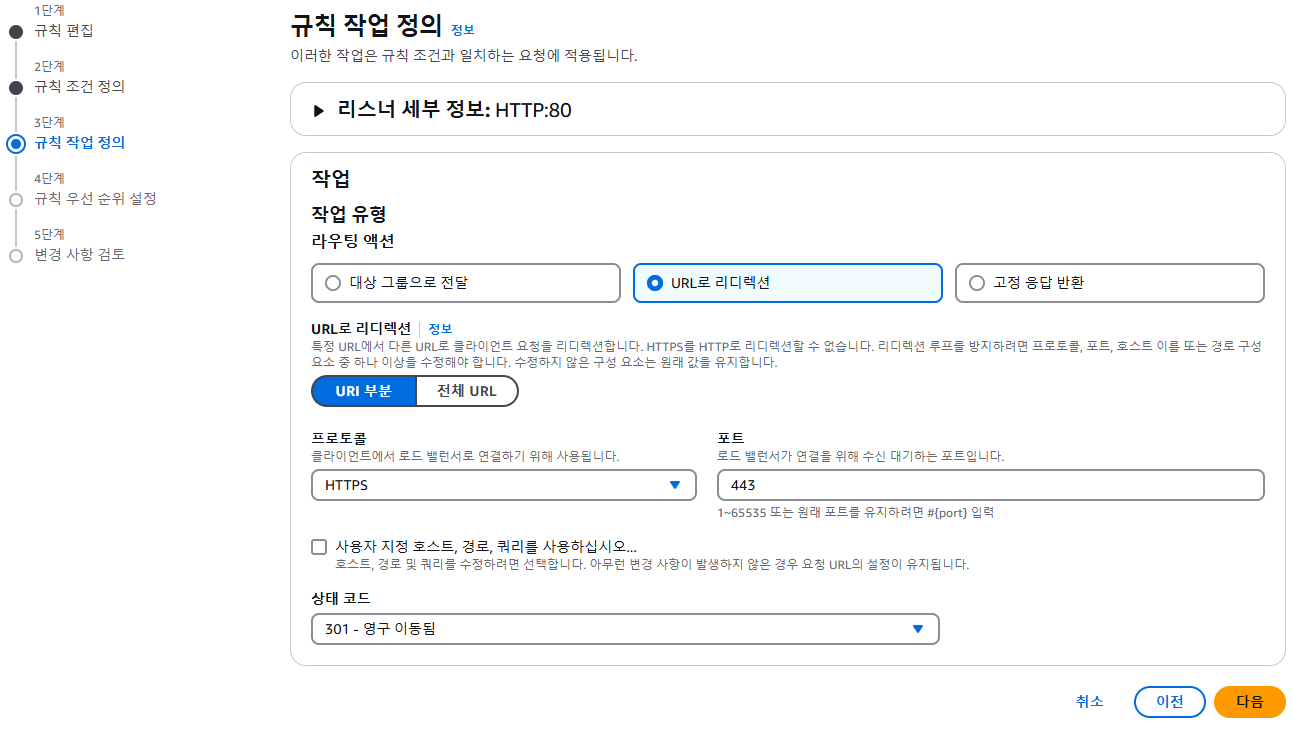 1단계
규칙 편집
2단계
규칙 조건 정의
3단계
규칙 작업 정의
4단계
규칙 우선 순위 설정
5단계
변경 사항 검토
규칙 작업 정의 정보
이러한 작업은 규칙 조건과 일치하는 요청에 적용됩니다.
리스너 세부 정보: HTTP:80
작업
작업 유형
라우팅 액션
대상 그룹으로 전달
URL로 리디렉션
고정 응답 반환
URL로 리디렉션 정보
특정 URL에서 다른 URL로 클라이언트 요청을 리디렉션합니다. HTTPS를 HTTP로 리디렉션할 수 없습니다. 리디렉션 루프를 방지하려면 프로토콜, 포트, 호스트 이름 또는 경로 구성
요소 중 하나 이상을 수정해야 합니다. 수정하지 않은 구성 요소는 원래 값을 유지합니다.
URI 부분 전체 URL
프로토콜
클라이언트에서 로드 밸런서로 연결하기 위해 사용됩니다.
HTTPS
포트
로드 밸런서가 연결을 위해 수신 대기하는 포트입니다.
443
1~65535 또는 원래 포트를 유지하려면 #{port} 입력
사용자 지정 호스트, 경로, 쿼리를 사용하십시오...
호스트, 경로 및 쿼리를 수정하려면 선택합니다. 아무런 변경 사항이 발생하지 않은 경우 요청 URL의 설정이 유지됩니다.
상태 코드
301 - 영구 이동됨
취소 이전 다음